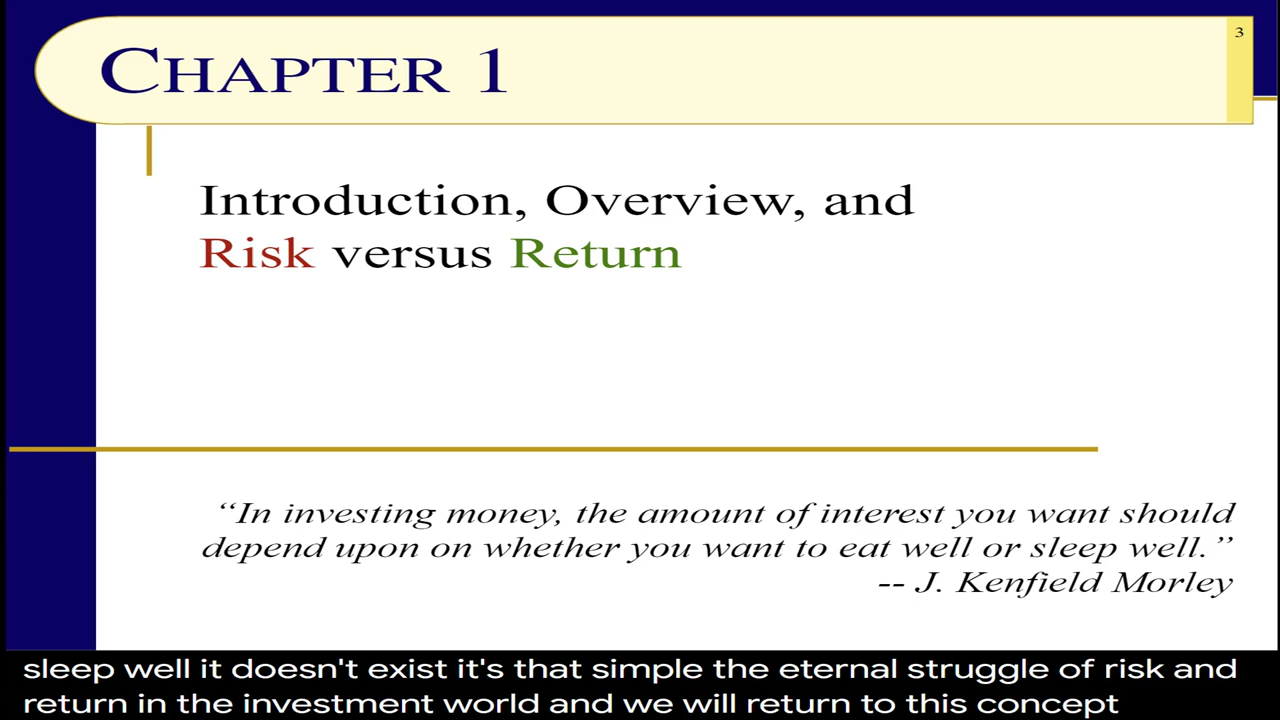 CHAPTER 1
3
Introduction, Overview, and
Risk versus Return
“In investing money, the amount of interest you want should
depend upon on whether you want to eat well or sleep well.”
-- J. Kenfield Morley
sleep well it doesn't exist it's that simple the eternal struggle of risk and
return in the investment world and we will return to this concept